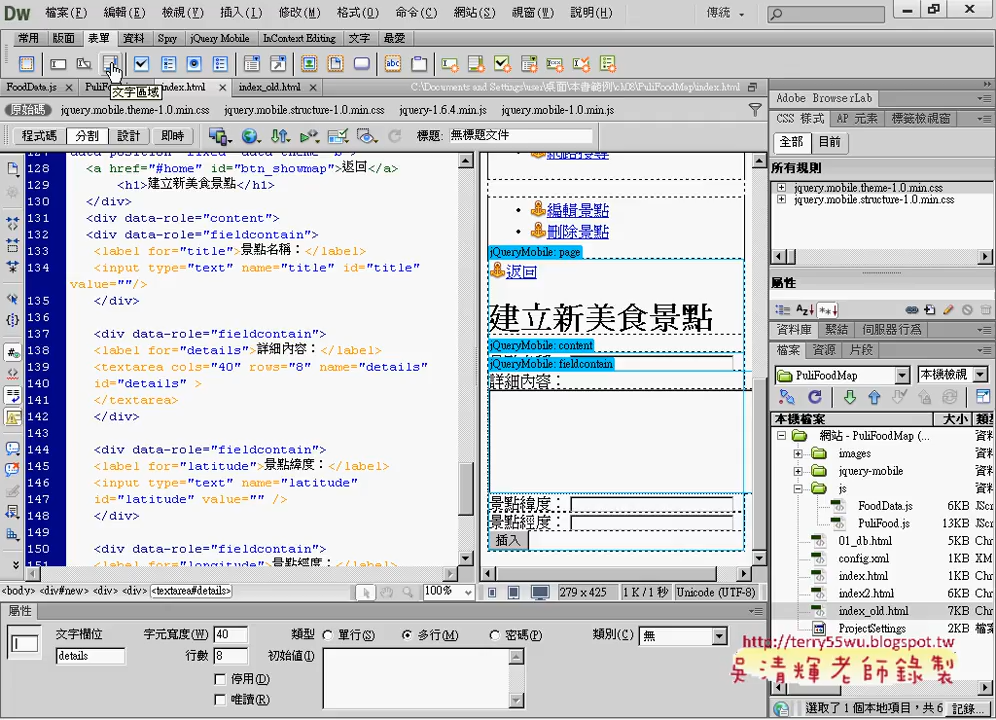 Dw 檔案(F) 編輯(E) 檢視(V) 插入(I) 修改(M) 格式(O) 命令(C) 網站(S) 視窗(W) 說明(H) 傳統
常用 版面 表單 資料 Spry jQuery Mobile InContext Editing 文字 最愛
文字區域
FoodData.js index.html index_old.html C:\Documents and Settings\user\桌面\本書範例\ch08\PuliFoodMap\index.html
原始碼 jquery.mobile.theme-1.0.min.css jquery.mobile.structure-1.0.min.css jquery-1.6.4.min.js jquery.mobile-1.0.min.js
程式碼 分割 設計 即時 標題: 無標題文件
128 <a href="#home" id="btn_showmap">返回</a>
129 <h1>建立新美食景點</h1>
130 </div>
131 <div data-role="content">
132 <div data-role="fieldcontain">
133 <label for="title">景點名稱：</label>
134 <input type="text" name="title" id="title"
value=""/>
135 </div>
136
137 <div data-role="fieldcontain">
138 <label for="details">詳細內容：</label>
139 <textarea cols="40" rows="8" name="details"
140 id="details" >
141 </textarea>
142 </div>
143
144 <div data-role="fieldcontain">
145 <label for="latitude">景點緯度：</label>
146 <input type="text" name="latitude"
147 id="latitude" value="" />
148 </div>
149
150 <div data-role="fieldcontain">
編輯景點
刪除景點
jQueryMobile: page
返回
建立新美食景點
jQueryMobile: content
jQueryMobile: fieldcontain
詳細內容：
景點緯度：
景點經度：
插入
<body> <div#new> <div> <div> <textarea#details> 100% 279 x 425 1 K / 1 秒 Unicode (UTF-8)
屬性
文字欄位 字元寬度(W) 40 類型 單行(S) 多行(M) 密碼(P) 類別(C) 無
details 行數 8 初始值(I)
停用(D)
唯讀(R)
Adobe BrowserLab
CSS 樣式 AP 元素 標籤檢視窗
全部 目前
所有規則
jquery.mobile.theme-1.0.min.css
jquery.mobile.structure-1.0.min.css
屬性
資料庫 繫結 伺服器行為
檔案 資源 片段
PuliFoodMap 本機檢視
本機檔案 大小 類型
網站 - PuliFoodMap (...
images
jquery-mobile
js
FoodData.js 6KB
PuliFood.js 13KB
01_db.html 5KB
config.xml 1KB
index.html 6KB
index2.html 6KB
index_old.html 7KB
ProjectSettings 2KB
http://terry55wu.blogspot.tw
吳清輝老師錄製
選取了 1 個本地項目，共 6 記錄...